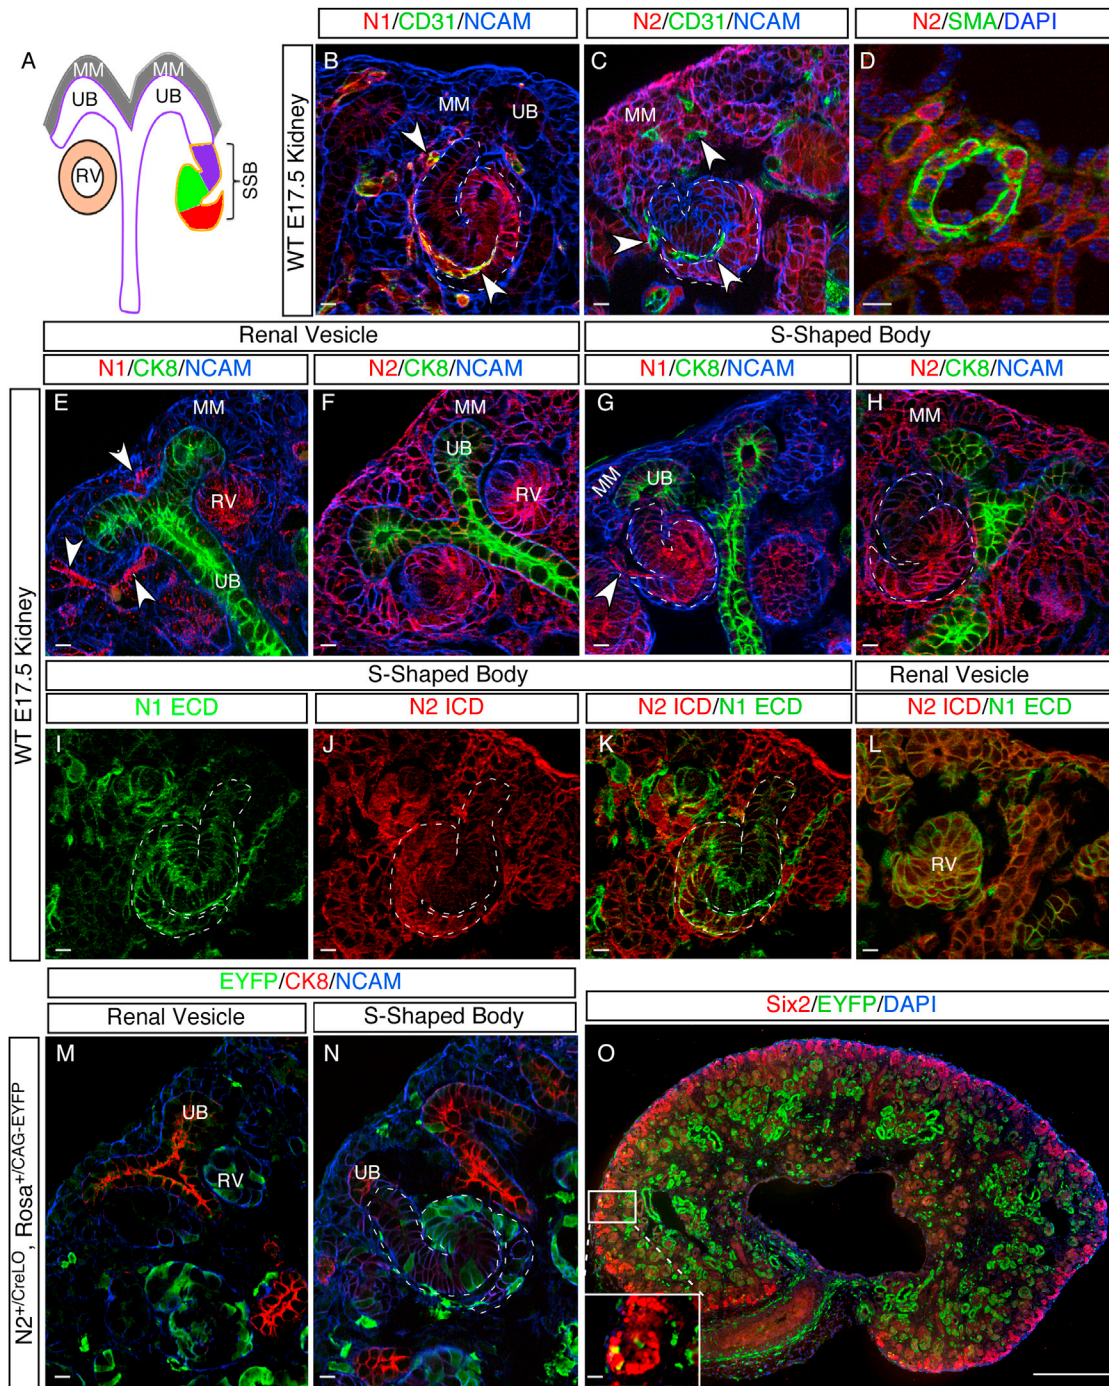 N1/CD31/NCAM
N2/CD31/NCAM
N2/SMA/DAPI
A
MM
MM
UB
UB
RV
SSB
WT E17.5 Kidney
B
MM
UB
C
MM
D
Renal Vesicle
S-Shaped Body
N1/CK8/NCAM
N2/CK8/NCAM
N1/CK8/NCAM
N2/CK8/NCAM
WT E17.5 Kidney
E
MM
RV
UB
F
MM
UB
RV
G
MM
UB
H
MM
S-Shaped Body
Renal Vesicle
N1 ECD
N2 ICD
N2 ICD/N1 ECD
N2 ICD/N1 ECD
I
J
K
L
RV
EYFP/CK8/NCAM
Renal Vesicle
S-Shaped Body
Six2/EYFP/DAPI
N2+/CreLO, Rosa+/CAG-EYFP
M
UB
RV
N
UB
O